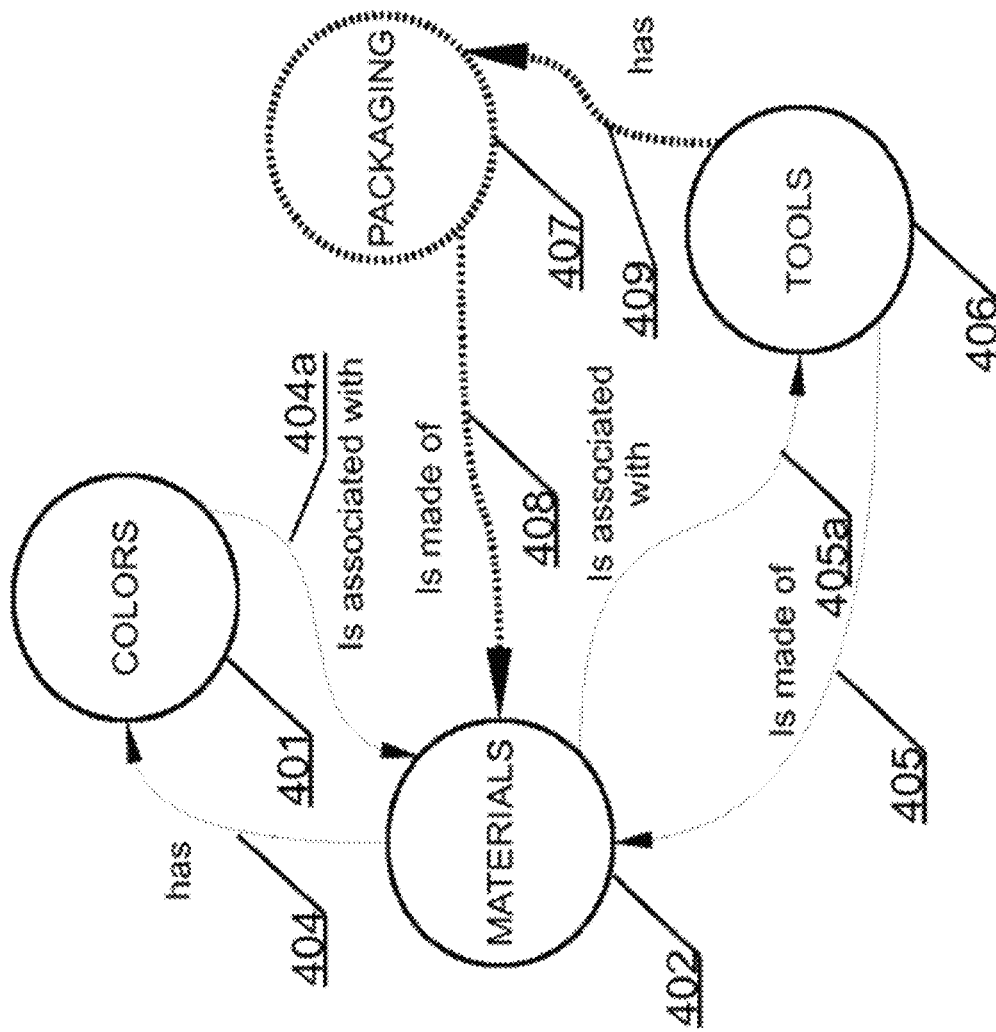 COLORS
has
404
401
404a
Is associated with
PACKAGING
Is made of
MATERIALS
408
407
Is associated
with
409
has
402
Is made of
TOOLS
405a
405
406